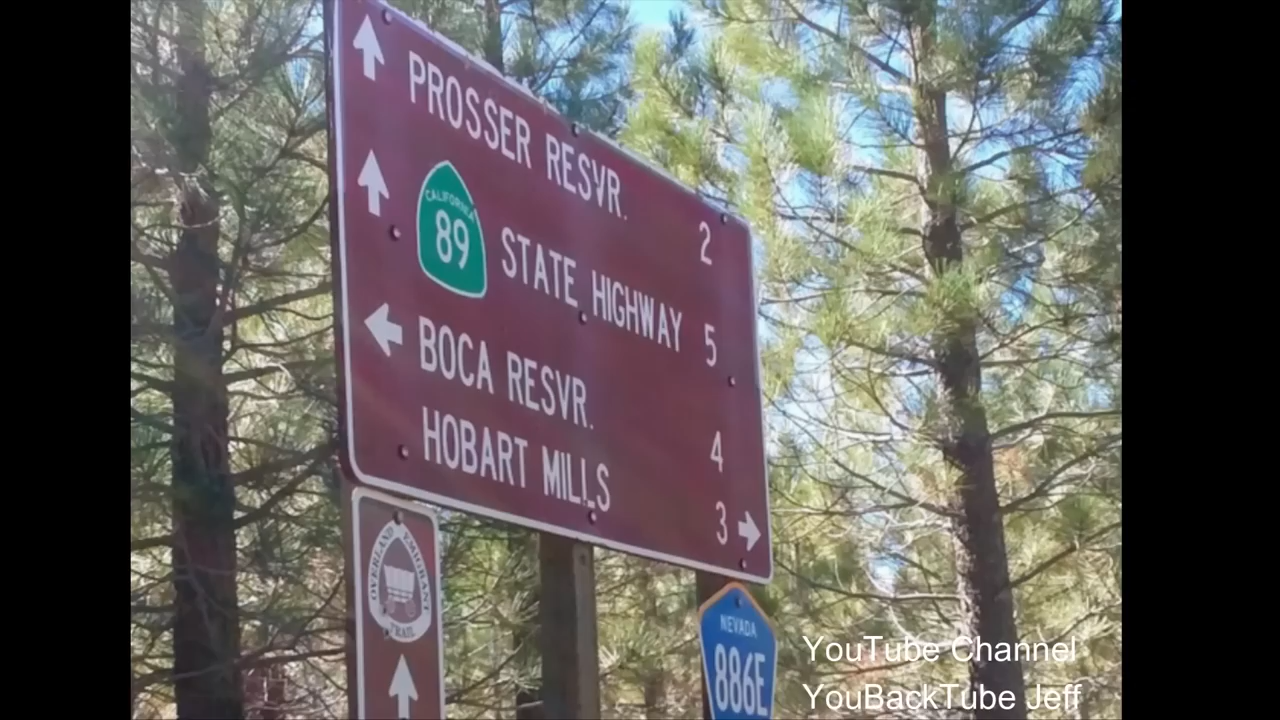 PROSSER RESVR. 2
CALIFORNIA
89 STATE HIGHWAY 5
BOCA RESVR. 4
HOBART MILLS 3
OVERLAND EMIGRANT
TRAIL
NEVADA
886E
YouTube Channel
YouBackTube Jeff